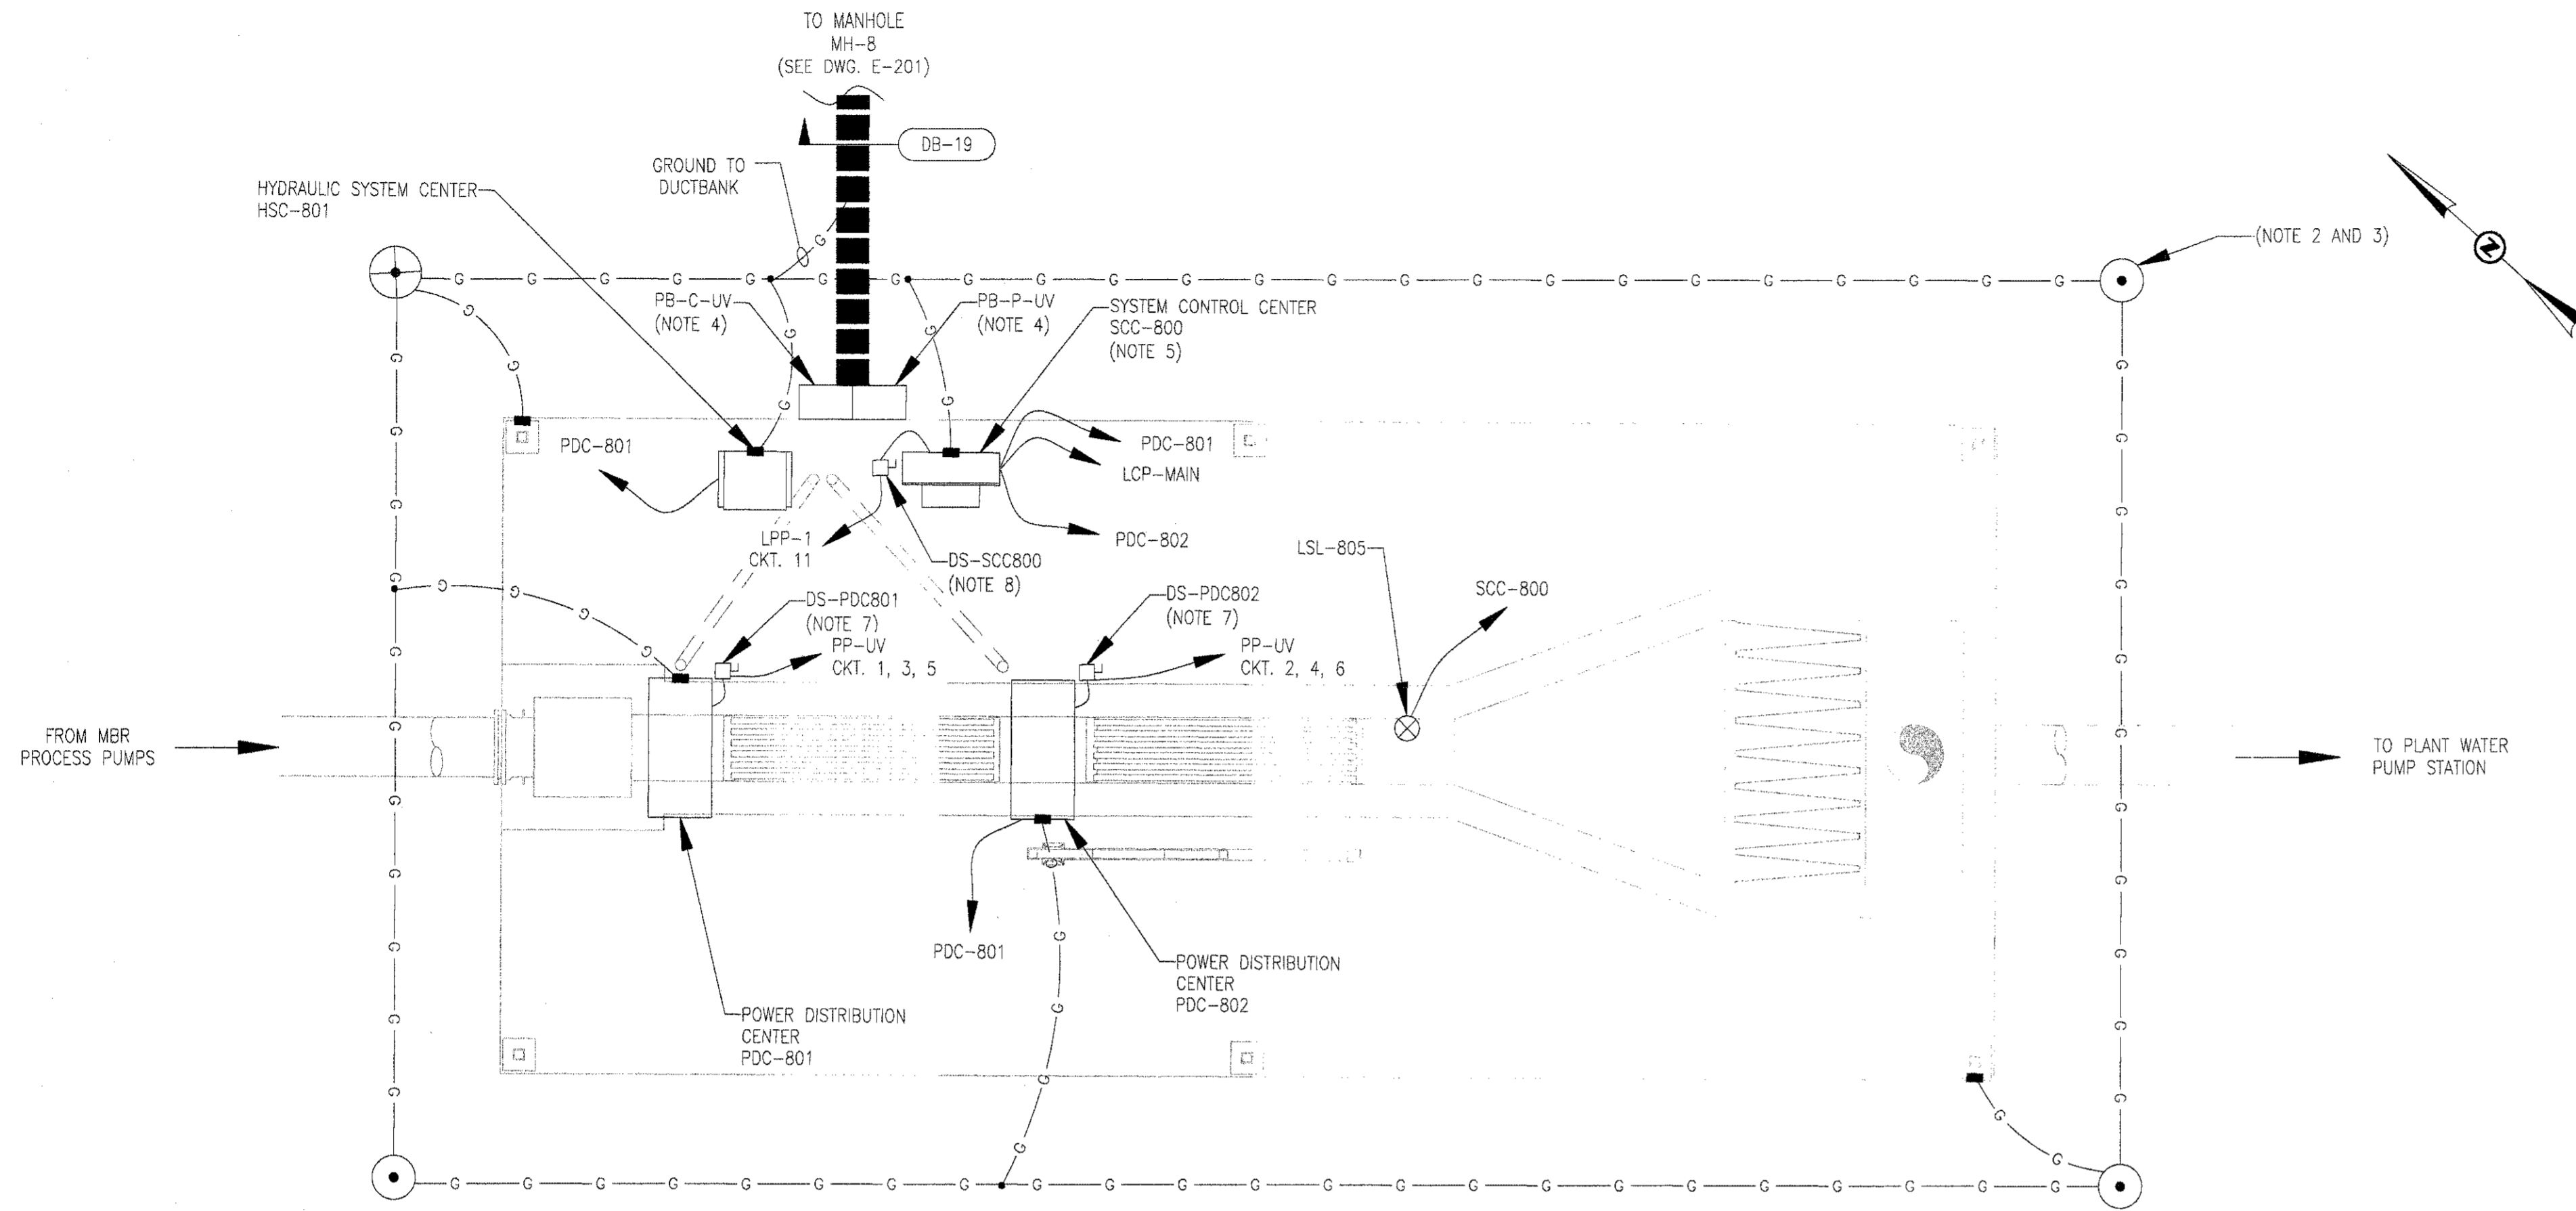 TO MANHOLE
MH-8
(SEE DWG. E-201)
DB-19
GROUND TO
DUCTBANK
HYDRAULIC SYSTEM CENTER
HSC-801
(NOTE 2 AND 3)
N
PB-C-UV
(NOTE 4)
PB-P-UV
(NOTE 4)
SYSTEM CONTROL CENTER
SCC-800
(NOTE 5)
PDC-801
PDC-801
LCP-MAIN
PDC-802
LPP-1
CKT. 11
DS-SCC800
(NOTE 8)
LSL-805
SCC-800
DS-PDC801
(NOTE 7)
PP-UV
CKT. 1, 3, 5
DS-PDC802
(NOTE 7)
PP-UV
CKT. 2, 4, 6
FROM MBR
PROCESS PUMPS
TO PLANT WATER
PUMP STATION
PDC-801
POWER DISTRIBUTION
CENTER
PDC-802
POWER DISTRIBUTION
CENTER
PDC-801
G G G G G G G G G G G G G G G G G G G G G G